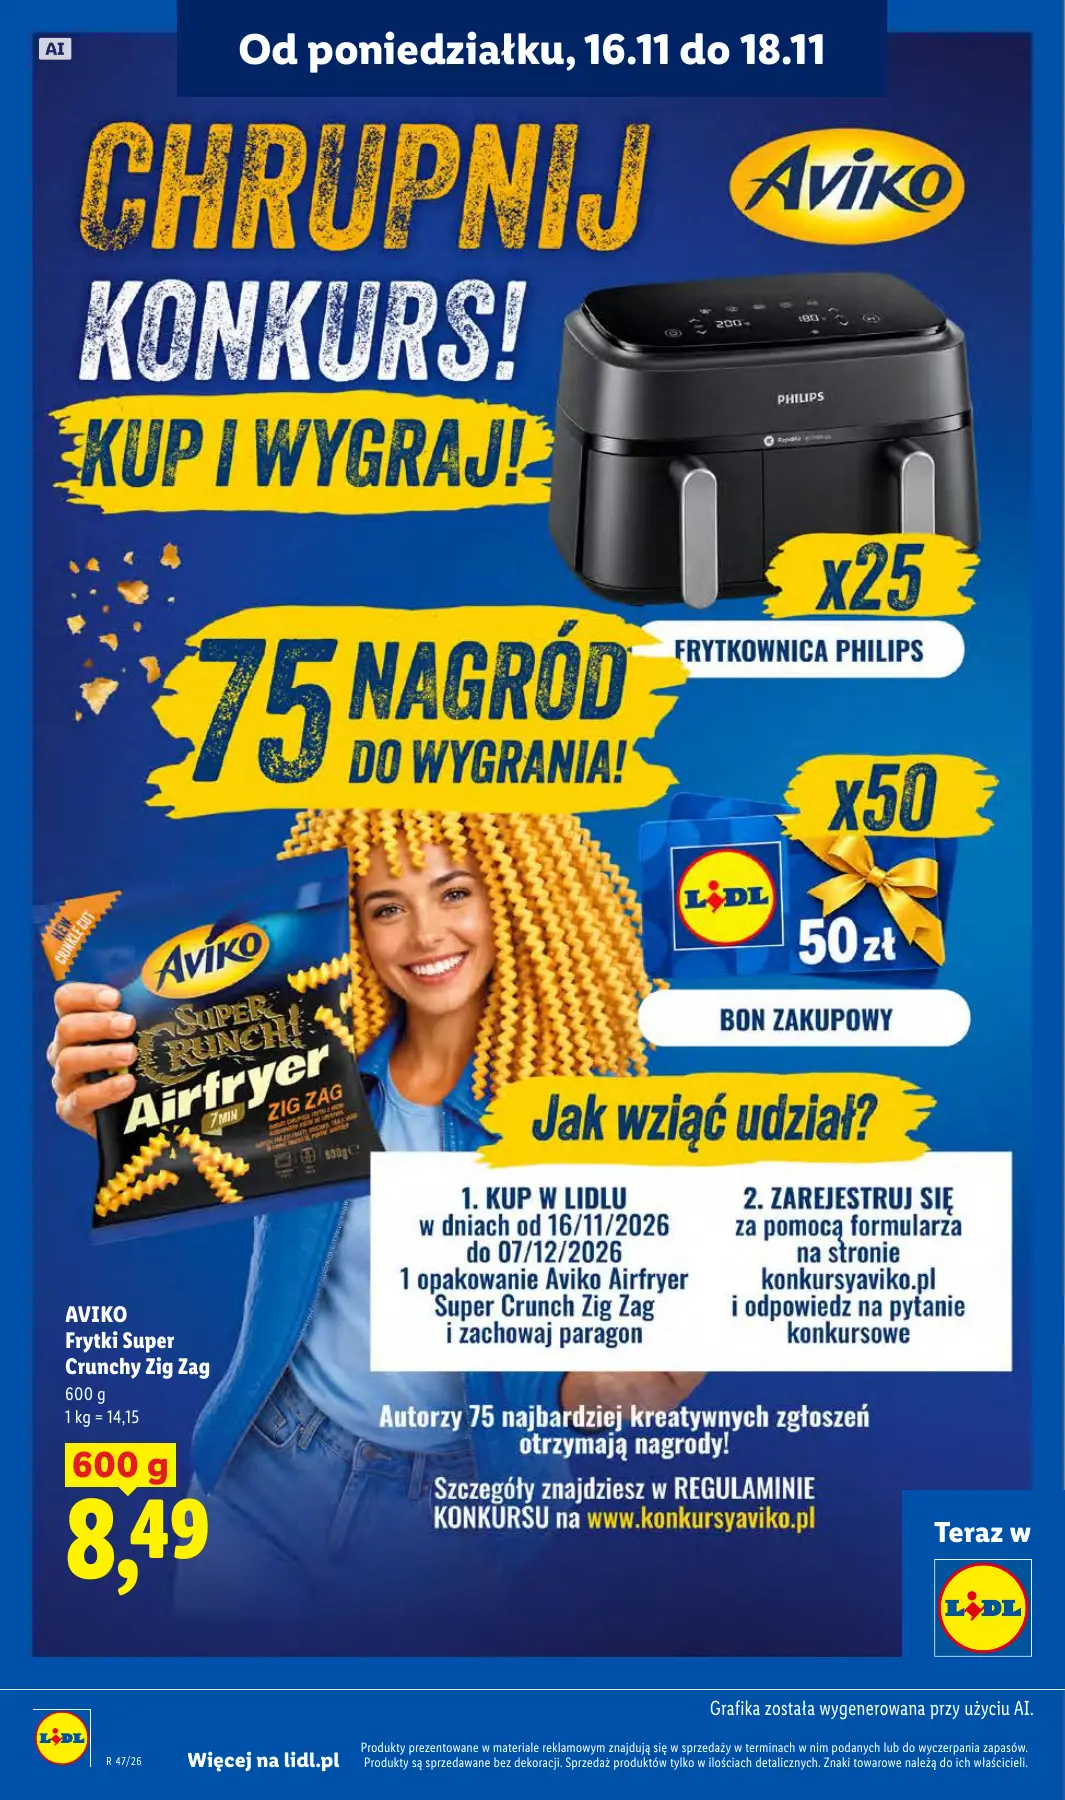 AI
Od poniedziałku, 16.11 do 18.11
CHRUPNIJ
Aviko
KONKURS!
KUP I WYGRAJ!
200
180
PHILIPS
x25
FRYTKOWNICA PHILIPS
75 NAGRÓD
DO WYGRANIA!
x50
LIDL
50 zł
BON ZAKUPOWY
NEW
CRINKLE CUT
Aviko
SUPER
CRUNCH!
Airfryer
7 MIN
ZIG ZAG
600g
Jak wziąć udział?
1. KUP W LIDLU
w dniach od 16/11/2026
do 07/12/2026
1 opakowanie Aviko Airfryer
Super Crunch Zig Zag
i zachowaj paragon
2. ZAREJESTRUJ SIĘ
za pomocą formularza
na stronie
konkursyaviko.pl
i odpowiedz na pytanie
konkursowe
AVIKO
Frytki Super
Crunchy Zig Zag
600 g
1 kg = 14,15
600 g
8,49
Autorzy 75 najbardziej kreatywnych zgłoszeń
otrzymają nagrody!
Szczegóły znajdziesz w REGULAMINIE
KONKURSU na www.konkursyaviko.pl
Teraz w
LIDL
Grafika została wygenerowana przy użyciu AI.
LIDL
R 47/26
Więcej na lidl.pl
Produkty prezentowane w materiale reklamowym znajdują się w sprzedaży w terminach w nim podanych lub do wyczerpania zapasów.
Produkty są sprzedawane bez dekoracji. Sprzedaż produktów tylko w ilościach detalicznych. Znaki towarowe należą do ich właścicieli.